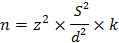 n = z² × S²/d² × k